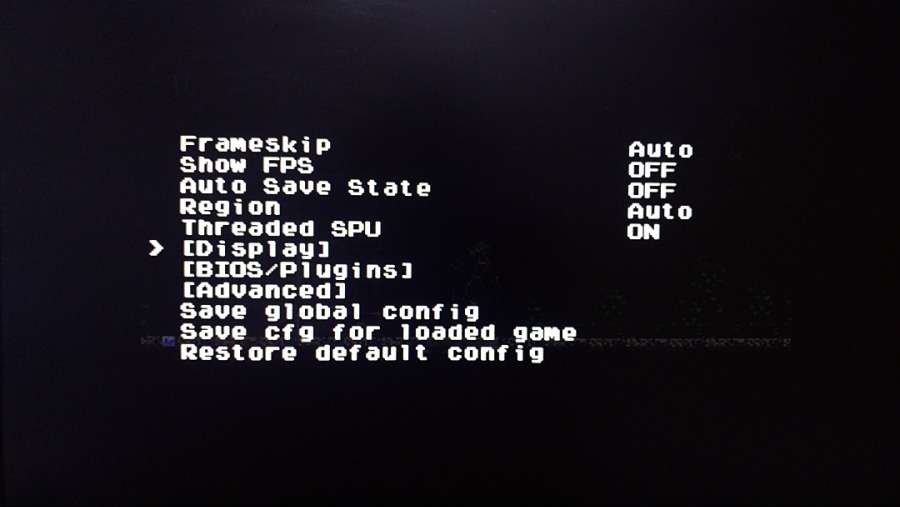 Frameskip Auto
Show FPS OFF
Auto Save State OFF
Region Auto
Threaded SPU ON
> [Display]
[BIOS/Plugins]
[Advanced]
Save global config
Save cfg for loaded game
Restore default config